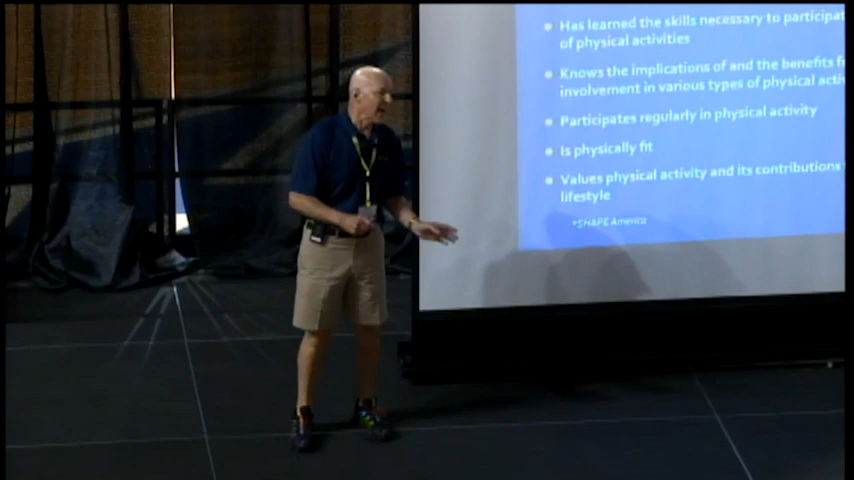 Has learned the skills necessary to participat
of physical activities
Knows the implications of and the benefits f
involvement in various types of physical activ
Participates regularly in physical activity
Is physically fit
Values physical activity and its contributions
lifestyle
*SHAPE America